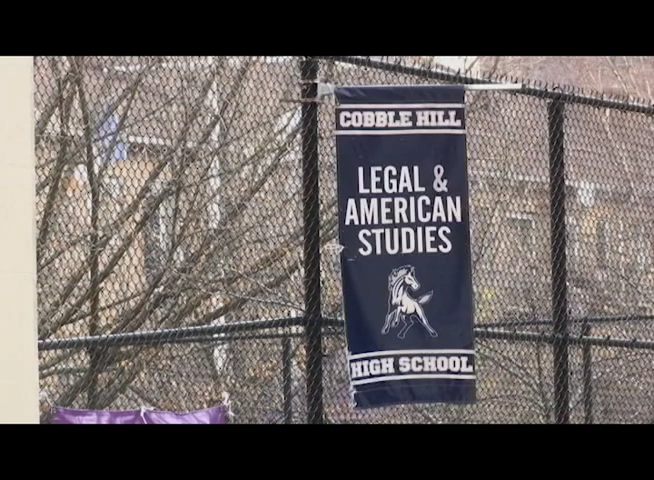 COBBLE HILL
LEGAL &
AMERICAN
STUDIES
HIGH SCHOOL